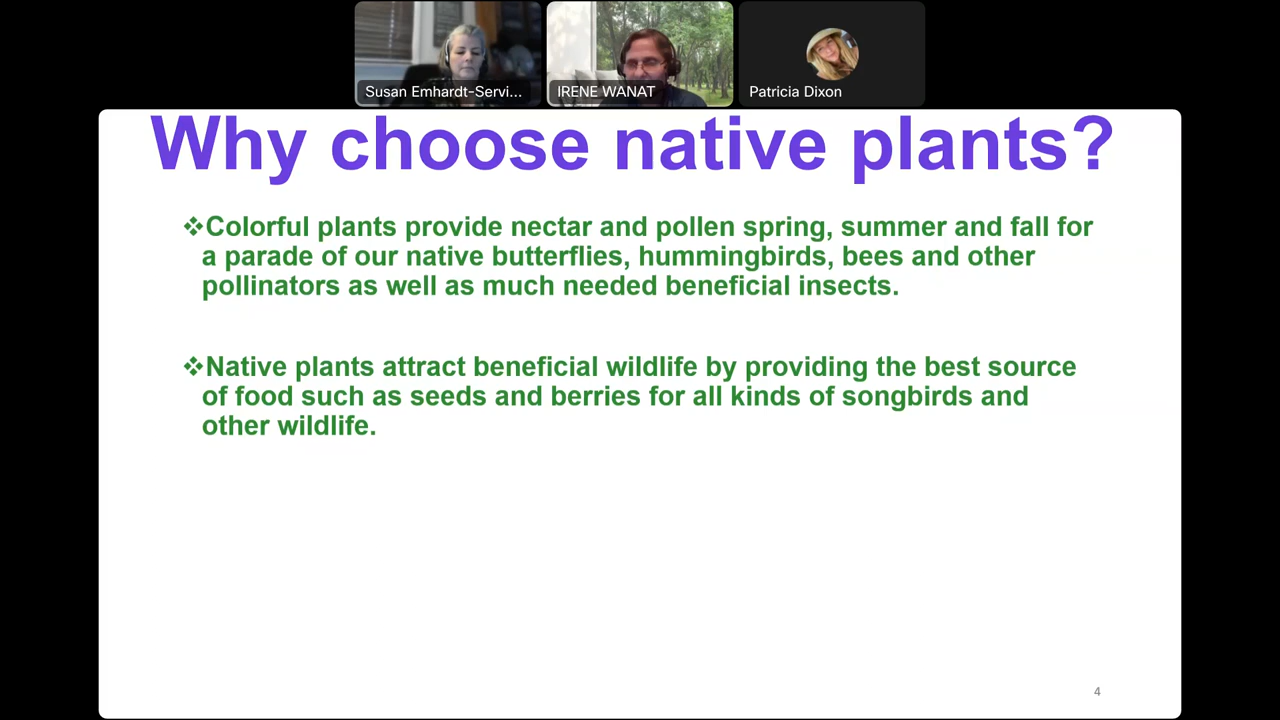 Susan Emhardt-Servi...
IRENE WANAT
Patricia Dixon
Why choose native plants?
❖Colorful plants provide nectar and pollen spring, summer and fall for
a parade of our native butterflies, hummingbirds, bees and other
pollinators as well as much needed beneficial insects.
❖Native plants attract beneficial wildlife by providing the best source
of food such as seeds and berries for all kinds of songbirds and
other wildlife.
4